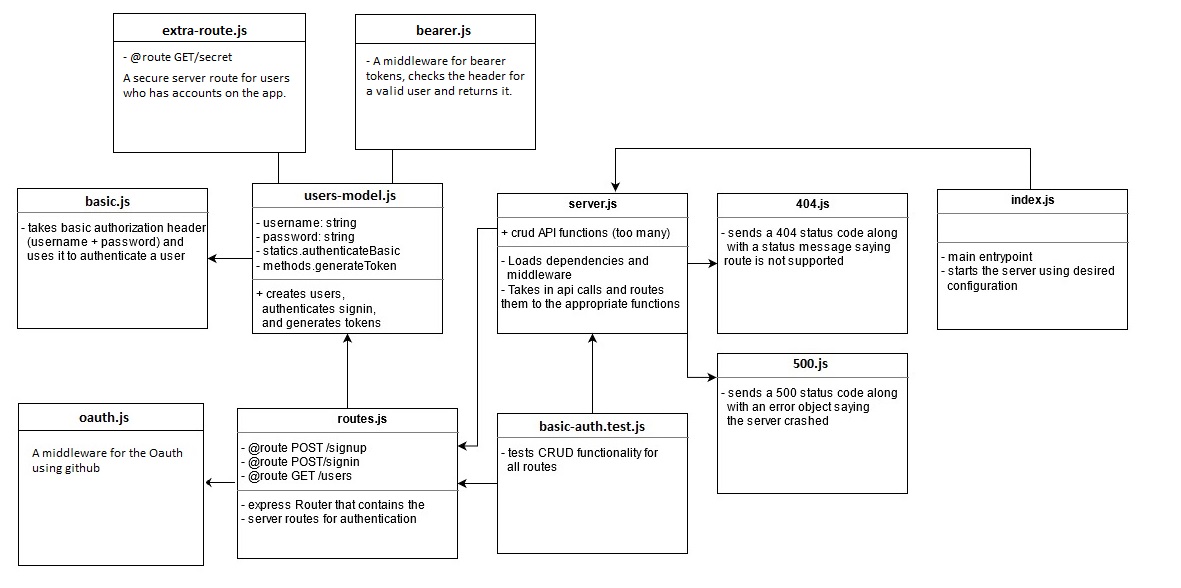 extra-route.js
- @route GET/secret
A secure server route for users
who has accounts on the app.
bearer.js
- A middleware for bearer
tokens, checks the header for
a valid user and returns it.
basic.js
- takes basic authorization header
(username + password) and
uses it to authenticate a user
users-model.js
- username: string
- password: string
- statics.authenticateBasic
- methods.generateToken
+ creates users,
authenticates signin,
and generates tokens
server.js
+ crud API functions (too many)
- Loads dependencies and
middleware
- Takes in api calls and routes
them to the appropriate functions
404.js
- sends a 404 status code along
with a status message saying
route is not supported
index.js
- main entrypoint
- starts the server using desired
configuration
500.js
- sends a 500 status code along
with an error object saying
the server crashed
oauth.js
A middleware for the Oauth
using github
routes.js
- @route POST /signup
- @route POST/signin
- @route GET /users
- express Router that contains the
- server routes for authentication
basic-auth.test.js
- tests CRUD functionality for
all routes